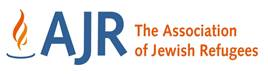 AJR The Association
of Jewish Refugees